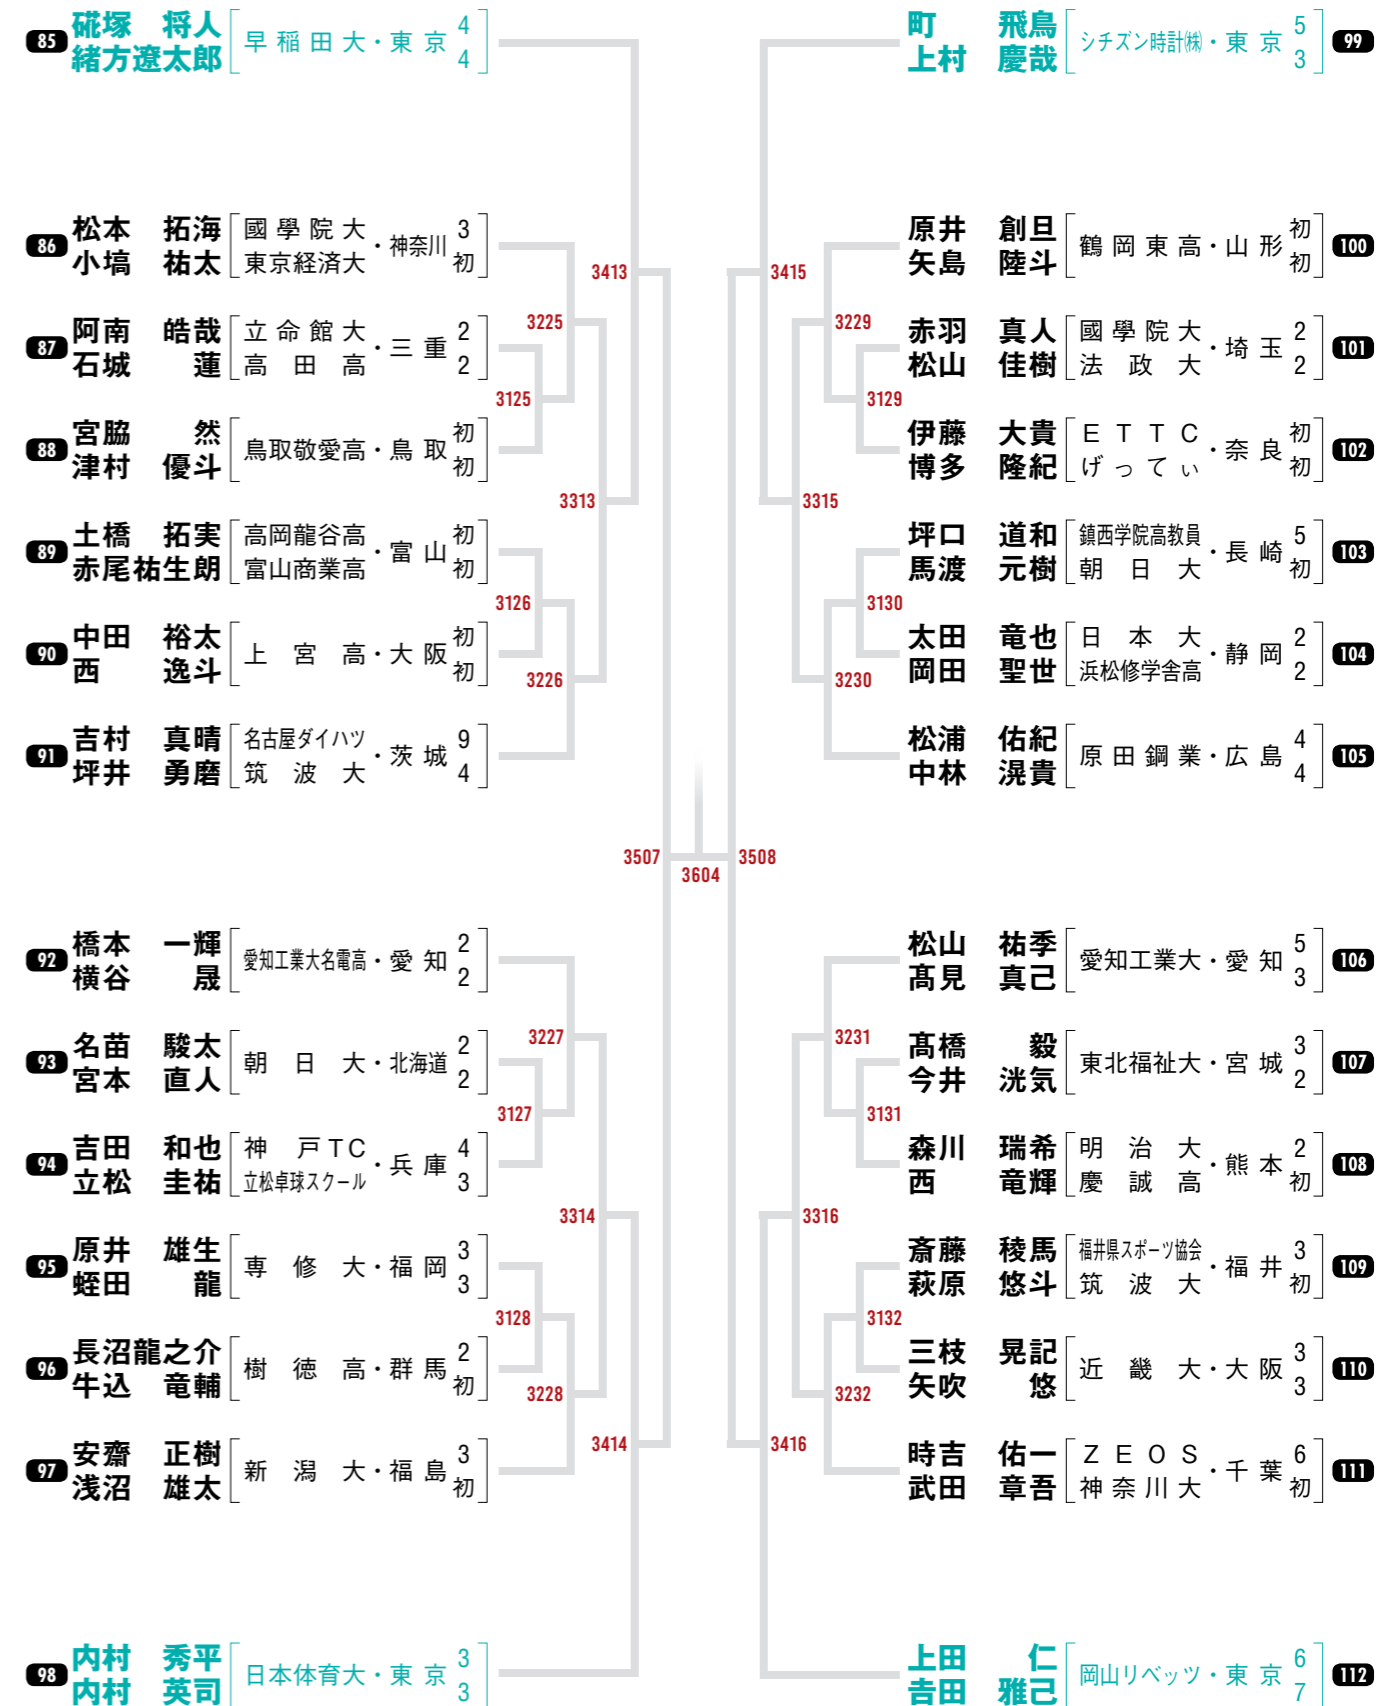 85 硴塚 将人 早稲田大・東京 4
緒方遼太郎 4
86 松本 拓海 國學院大・神奈川 3
小塙 祐太 東京経済大 初
87 阿南 皓哉 立命館大・三重 2
石城 蓮 高田高 2
88 宮脇 然 鳥取敬愛高・鳥取 初
津村 優斗 初
89 土橋 拓実 高岡龍谷高・富山 初
赤尾祐生朗 富山商業高 初
90 中田 裕太 上宮高・大阪 初
西 逸斗 初
91 吉村 真晴 名古屋ダイハツ・茨城 9
坪井 勇磨 筑波大 4
92 橋本 一輝 愛知工業大名電高・愛知 2
横谷 晟 2
93 名苗 駿太 朝日大・北海道 2
宮本 直人 2
94 吉田 和也 神戸TC・兵庫 4
立松 圭祐 立松卓球スクール 3
95 原井 雄生 専修大・福岡 3
蛭田 龍 3
96 長沼龍之介 樹徳高・群馬 2
牛込 竜輔 初
97 安齋 正樹 新潟大・福島 3
浅沼 雄太 初
98 内村 秀平 日本体育大・東京 3
内村 英司 3
3413
3225
3125
3313
3126
3226
3507
3604
3508
3227
3127
3314
3128
3228
3414
3415
3229
3129
3315
3130
3230
3231
3131
3316
3132
3232
3416
町 飛鳥 シチズン時計㈱・東京 5 99
上村 慶哉 3
原井 創旦 鶴岡東高・山形 初 100
矢島 陸斗 初
赤羽 真人 國學院大・埼玉 2 101
松山 佳樹 法政大 2
伊藤 大貴 ETTC・奈良 初 102
博多 隆紀 げってぃ 初
坪口 道和 鎮西学院高教員・長崎 5 103
馬渡 元樹 朝日大 初
太田 竜也 日本大・静岡 2 104
岡田 聖世 浜松修学舎高 2
松浦 佑紀 原田鋼業・広島 4 105
中林 滉貴 4
松山 祐季 愛知工業大・愛知 5 106
髙見 真己 3
髙橋 毅 東北福祉大・宮城 3 107
今井 洸気 2
森川 瑞希 明治大・熊本 2 108
西 竜輝 慶誠高 初
斎藤 稜馬 福井県スポーツ協会・福井 3 109
萩原 悠斗 筑波大 初
三枝 晃記 近畿大・大阪 3 110
矢吹 悠 3
時吉 佑一 ZEOS・千葉 6 111
武田 章吾 神奈川大 初
上田 仁 岡山リベッツ・東京 6 112
𠮷田 雅己 7